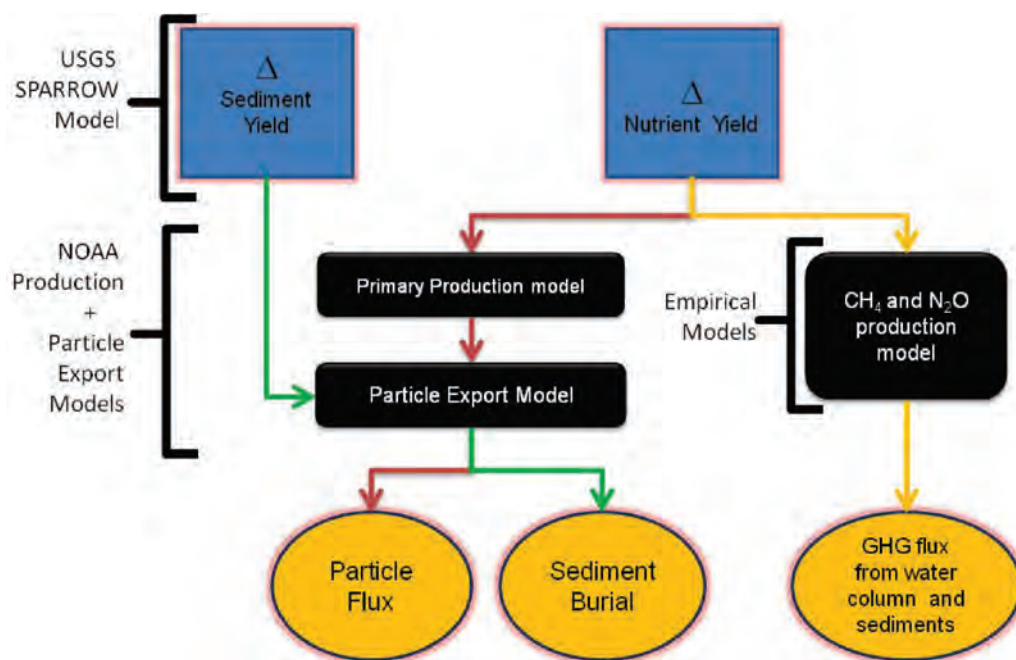 USGS
SPARROW
Model
Δ
Sediment
Yield
Δ
Nutrient Yield
NOAA
Production
+
Particle
Export
Models
Primary Production model
Particle Export Model
Empirical
Models
CH₄ and N₂O
production
model
Particle
Flux
Sediment
Burial
GHG flux
from water
column and
sediments